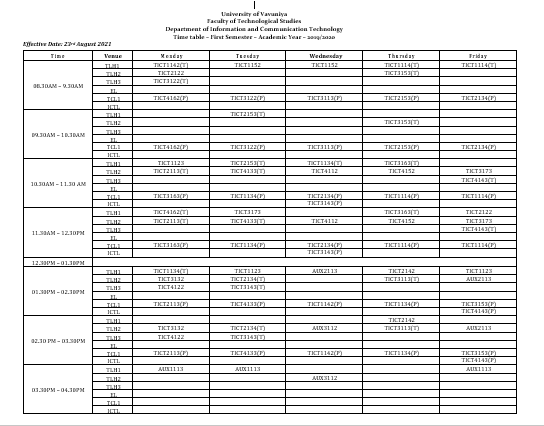 University of Vavuniya
Faculty of Technological Studies
Department of Information and Communication Technology
Time table – First Semester – Academic Year – 2019/2020
Effective Date: 23rd August 2021
Time Venue Monday Tuesday Wednesday Thursday Friday
08.30AM – 9.30AM
TLH1 TICT1142(T) TICT1152 TICT1152 TICT1114(T) TICT1114(T)
TLH2 TICT2122 TICT3153(T)
TLH3 TICT3122(T)
EL
TCL1 TICT4162(P) TICT3122(P) TICT3113(P) TICT2153(P) TICT2134(P)
ICTL
09.30AM – 10.30AM
TLH1 TICT2153(T)
TLH2 TICT3153(T)
TLH3
EL
TCL1 TICT4162(P) TICT3122(P) TICT3113(P) TICT2153(P) TICT2134(P)
ICTL
10.30AM – 11.30 AM
TLH1 TICT1123 TICT2153(T) TICT1134(T) TICT3163(T)
TLH2 TICT2113(T) TICT4133(T) TICT4112 TICT4152 TICT3173
TLH3 TICT4143(T)
EL
TCL1 TICT3163(P) TICT1134(P) TICT2134(P) TICT1114(P) TICT1114(P)
ICTL TICT3143(P)
11.30AM – 12.30PM
TLH1 TICT4162(T) TICT3173 TICT3163(T) TICT2122
TLH2 TICT2113(T) TICT4133(T) TICT4112 TICT4152 TICT3173
TLH3 TICT4143(T)
EL
TCL1 TICT3163(P) TICT1134(P) TICT2134(P) TICT1114(P) TICT1114(P)
ICTL TICT3143(P)
12.30PM – 01.30PM
01.30PM – 02.30PM
TLH1 TICT1134(T) TICT1123 AUX2113 TICT2142 TICT1123
TLH2 TICT3132 TICT2134(T) TICT3113(T) AUX2113
TLH3 TICT4122 TICT3143(T)
EL
TCL1 TICT2113(P) TICT4133(P) TICT1142(P) TICT1134(P) TICT3153(P)
ICTL TICT4143(P)
02.30 PM – 03.30PM
TLH1 TICT2142
TLH2 TICT3132 TICT2134(T) AUX3112 TICT3113(T) AUX2113
TLH3 TICT4122 TICT3143(T)
EL
TCL1 TICT2113(P) TICT4133(P) TICT1142(P) TICT1134(P) TICT3153(P)
ICTL TICT4143(P)
03.30PM – 04.30PM
TLH1 AUX1113 AUX1113 AUX1113
TLH2 AUX3112
TLH3
EL
TCL1
ICTL